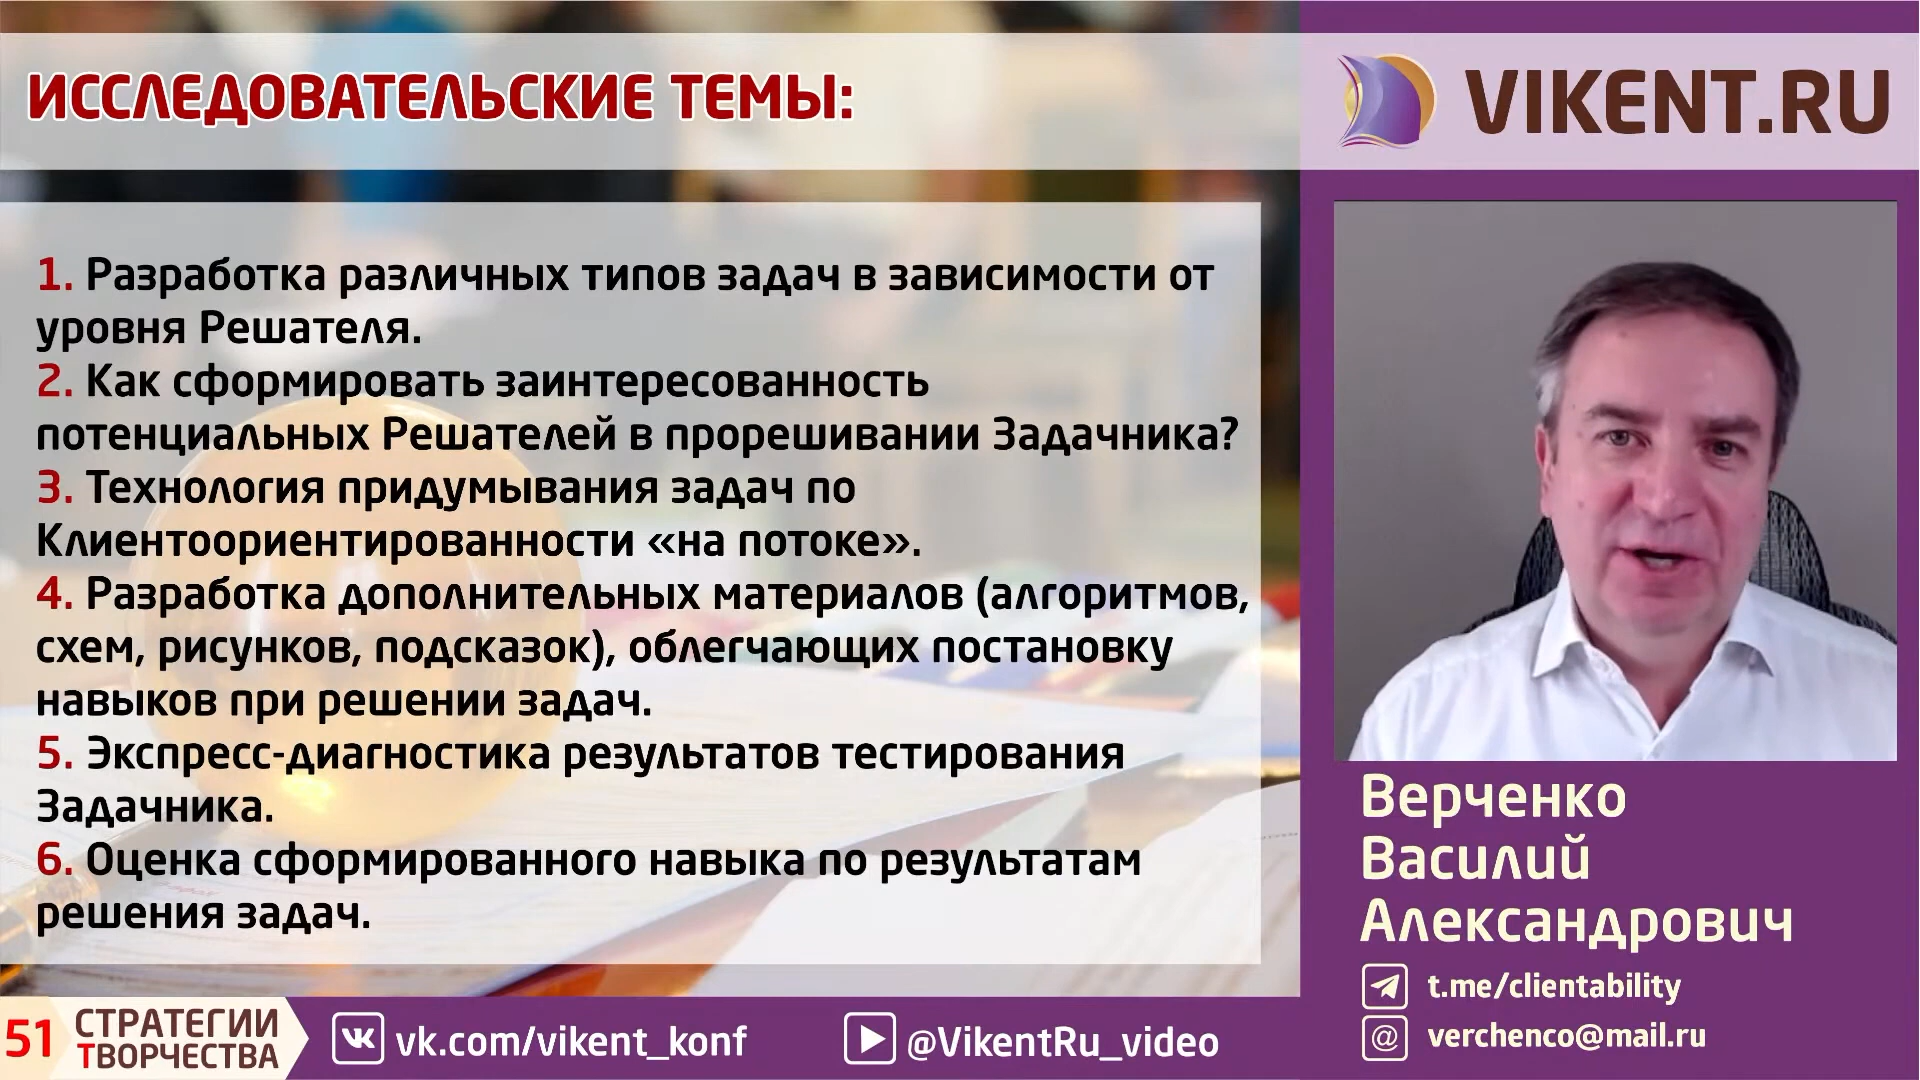 ИССЛЕДОВАТЕЛЬСКИЕ ТЕМЫ:
VIKENT.RU
1. Разработка различных типов задач в зависимости от
уровня Решателя.
2. Как сформировать заинтересованность
потенциальных Решателей в прорешивании Задачника?
3. Технология придумывания задач по
Клиентоориентированности «на потоке».
4. Разработка дополнительных материалов (алгоритмов,
схем, рисунков, подсказок), облегчающих постановку
навыков при решении задач.
5. Экспресс-диагностика результатов тестирования
Задачника.
6. Оценка сформированного навыка по результатам
решения задач.
Верченко
Василий
Александрович
t.me/clientability
verchenco@mail.ru
51
СТРАТЕГИИ
ТВОРЧЕСТВА
vk.com/vikent_konf
@VikentRu_video